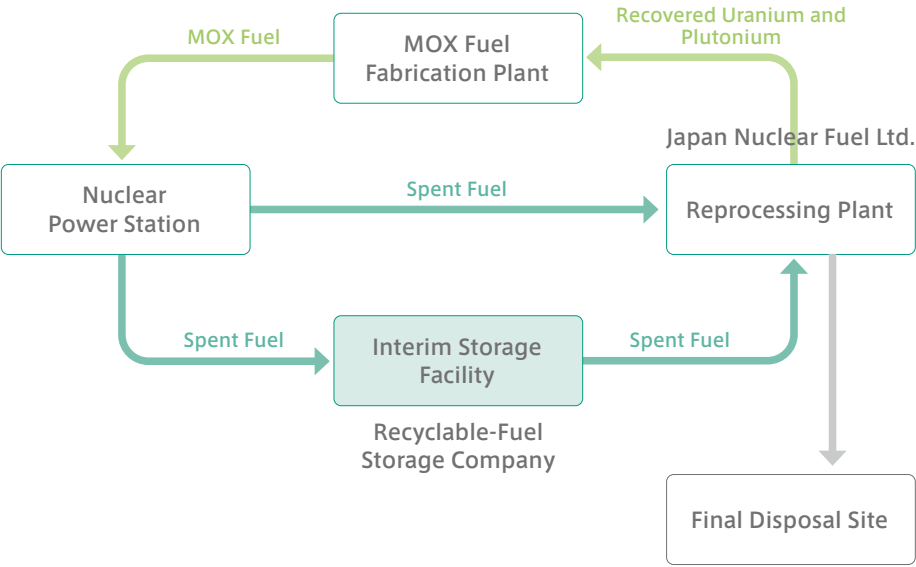 Recovered Uranium and
Plutonium
MOX Fuel
MOX Fuel
Fabrication Plant
Japan Nuclear Fuel Ltd.
Nuclear
Power Station
Spent Fuel
Reprocessing Plant
Spent Fuel
Interim Storage
Facility
Spent Fuel
Recyclable-Fuel
Storage Company
Final Disposal Site